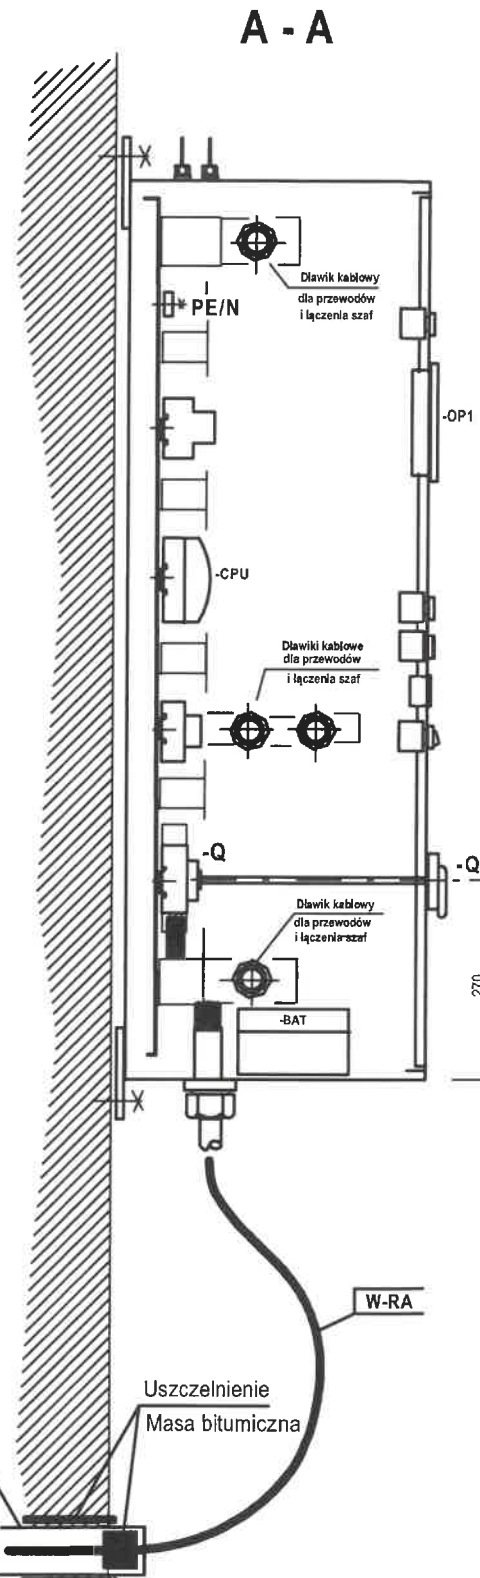 A - A
Dławik kablowy
dla przewodów
i łączenia szaf
PE/N
-OP1
-CPU
Dławiki kablowe
dla przewodów
i łączenia szaf
-Q
-Q
Dławik kablowy
dla przewodów
i łączenia szaf
270
-BAT
W-RA
Uszczelnienie
Masa bitumiczna